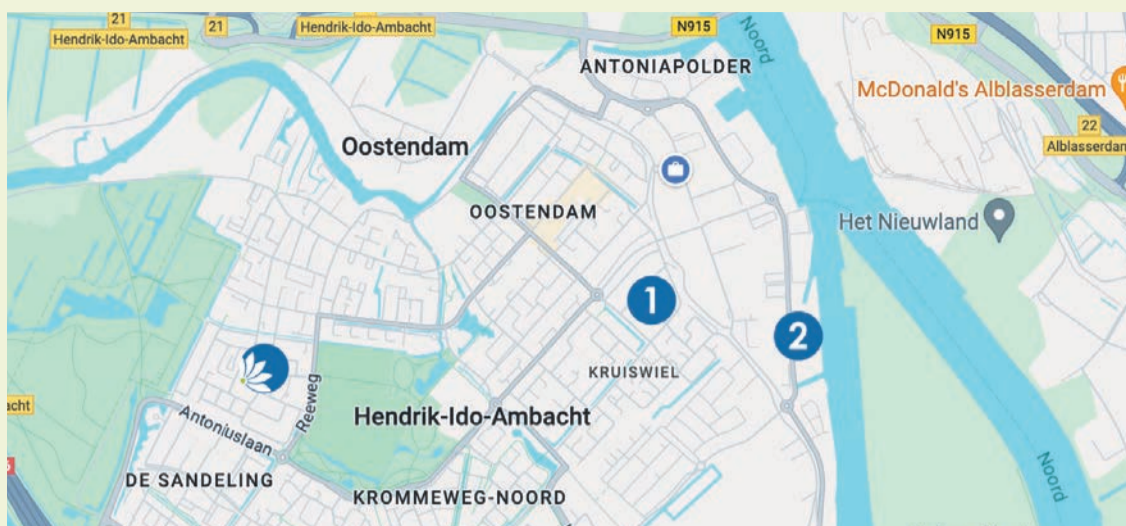 21
Hendrik-Ido-Ambacht
21
Hendrik-Ido-Ambacht
N915
Noord
N915
ANTONIAPOLDER
McDonald's Alblasserdam
22
Alblasserdam
Oostendam
OOSTENDAM
Het Nieuwland
1
2
KRUISWIEL
Reeweg
acht
Hendrik-Ido-Ambacht
Antoniuslaan
DE SANDELING
KROMMEWEG-NOORD
Noord